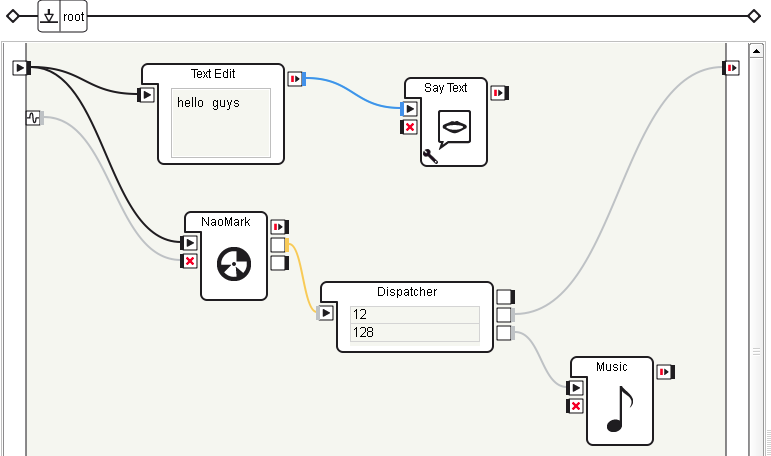 root
Text Edit
hello guys
Say Text
NaoMark
Dispatcher
12
128
Music